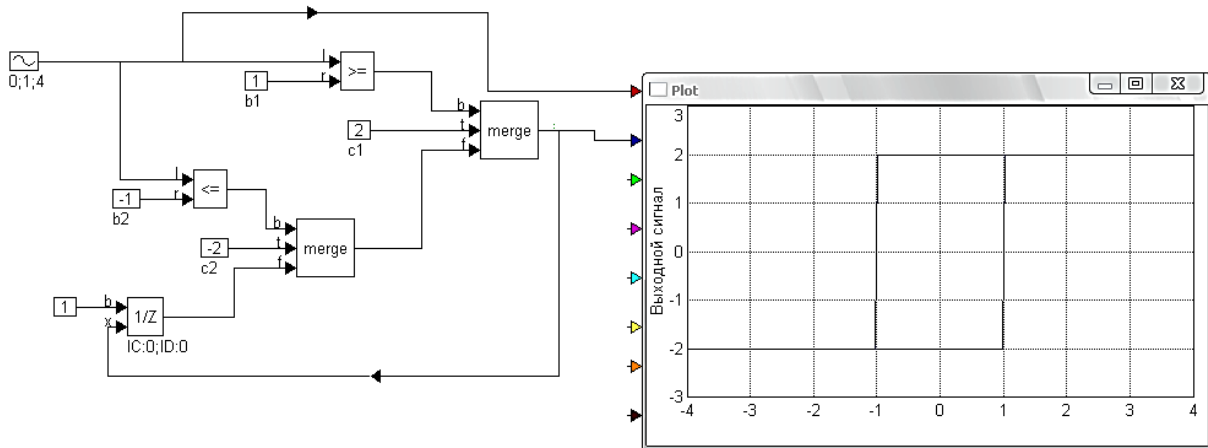 0;1;4
l
r
>=
1
b1
b
t
f
merge
2
c1
l
r
<=
-1
b2
b
t
f
merge
-2
c2
1
b
x
1/Z
IC:0;ID:0
Plot
Выходной сигнал
3
2
1
0
-1
-2
-3
-4 -2 -1 0 1 2 3 4